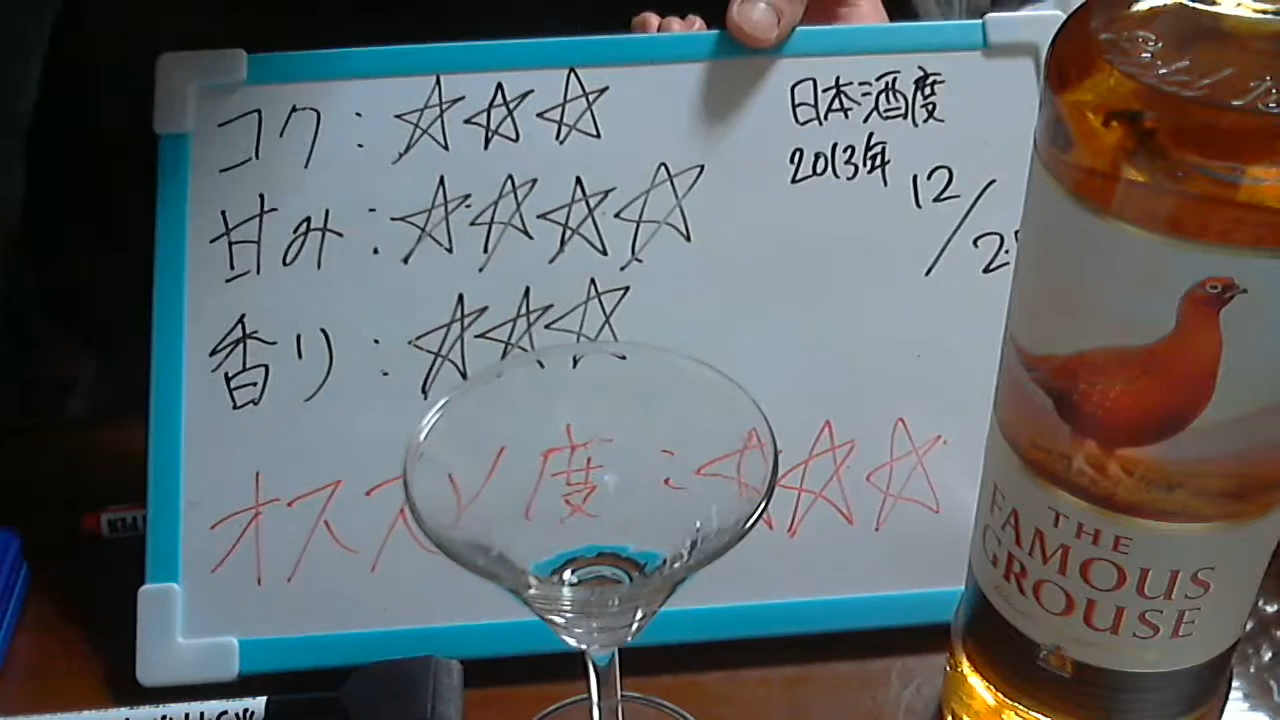 コク:☆☆☆
甘み:☆☆☆☆
香り:☆☆☆
オススメ度:☆☆☆
日本酒度
2013年
12/2
THE
FAMOUS
GROUSE
PEN